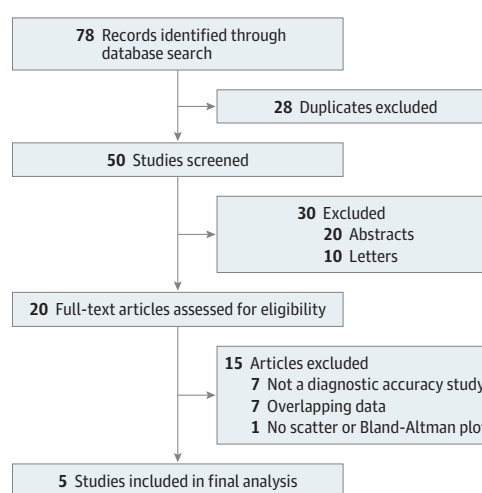 78 Records identified through
database search
28 Duplicates excluded
50 Studies screened
30 Excluded
20 Abstracts
10 Letters
20 Full-text articles assessed for eligibility
15 Articles excluded
7 Not a diagnostic accuracy study
7 Overlapping data
1 No scatter or Bland-Altman plo
5 Studies included in final analysis